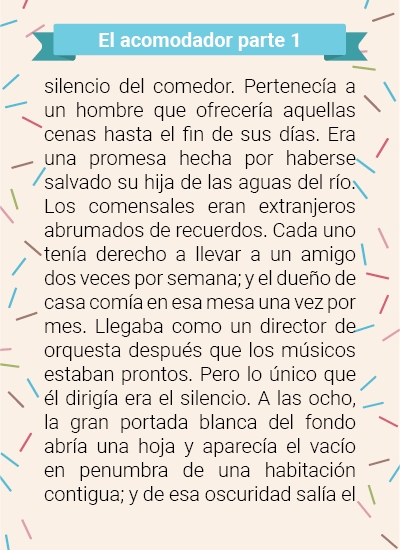 El acomodador parte 1
silencio del comedor. Pertenecía a
un hombre que ofrecería aquellas
cenas hasta el fin de sus días. Era
una promesa hecha por haberse
salvado su hija de las aguas del río.
Los comensales eran extranjeros
abrumados de recuerdos. Cada uno
tenía derecho a llevar a un amigo
dos veces por semana; y el dueño de
casa comía en esa mesa una vez por
mes. Llegaba como un director de
orquesta después que los músicos
estaban prontos. Pero lo único que
él dirigía era el silencio. A las ocho,
la gran portada blanca del fondo
abría una hoja y aparecía el vacío
en penumbra de una habitación
contigua; y de esa oscuridad salía el